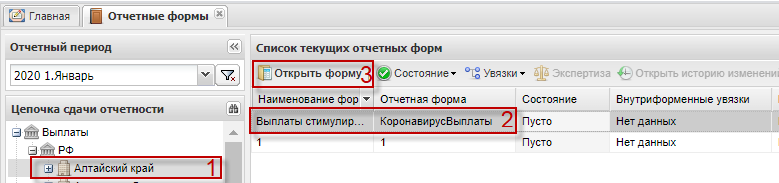 Главная
Отчетные формы
Отчетный период
2020 1.Январь
Цепочка сдачи отчетности
Выплаты
РФ
Алтайский край 1
Список текущих отчетных форм
Открыть форму 3 Состояние Увязки Экспертиза Открыть историю изменени
Наименование фор Отчетная форма Состояние Внутриформенные увязки
Выплаты стимулир... КоронавирусВыплаты 2 Пусто Нет данных
1 1 Пусто Нет данных